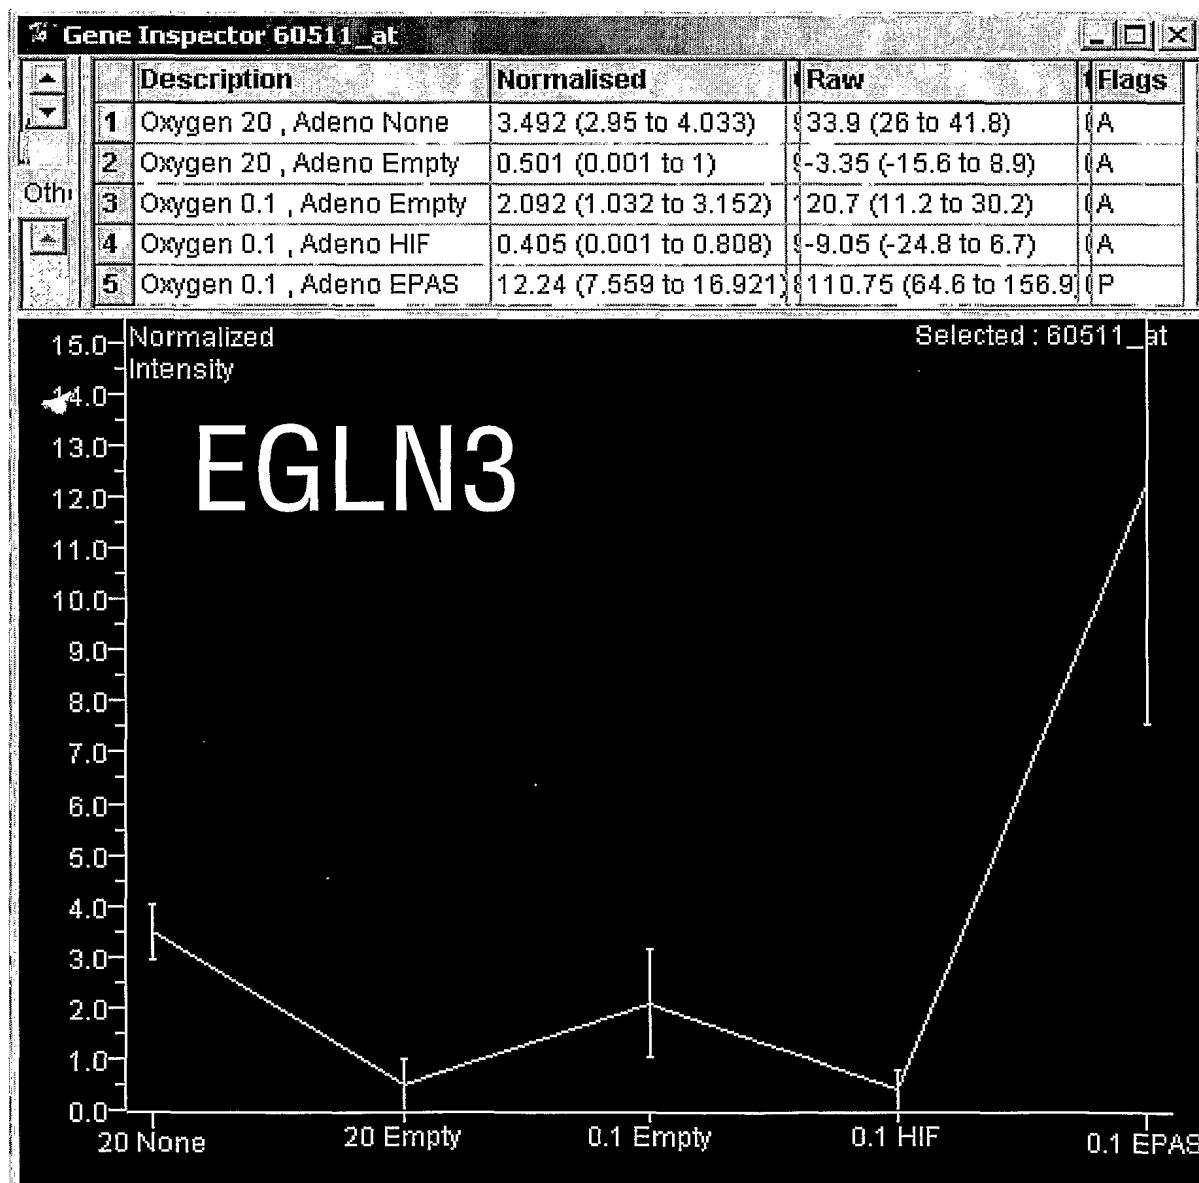 Gene Inspector 60511_at
Description Normalised Raw Flags
1 Oxygen 20 , Adeno None 3.492 (2.95 to 4.033) 33.9 (26 to 41.8) A
2 Oxygen 20 , Adeno Empty 0.501 (0.001 to 1) -3.35 (-15.6 to 8.9) A
3 Oxygen 0.1 , Adeno Empty 2.092 (1.032 to 3.152) 20.7 (11.2 to 30.2) A
4 Oxygen 0.1 , Adeno HIF 0.405 (0.001 to 0.808) -9.05 (-24.8 to 6.7) A
5 Oxygen 0.1 , Adeno EPAS 12.24 (7.559 to 16.921) 110.75 (64.6 to 156.9) P
Normalized
Intensity
Selected : 60511_at
EGLN3
15.0
14.0
13.0
12.0
11.0
10.0
9.0
8.0
7.0
6.0
5.0
4.0
3.0
2.0
1.0
0.0
20 None 20 Empty 0.1 Empty 0.1 HIF 0.1 EPAS